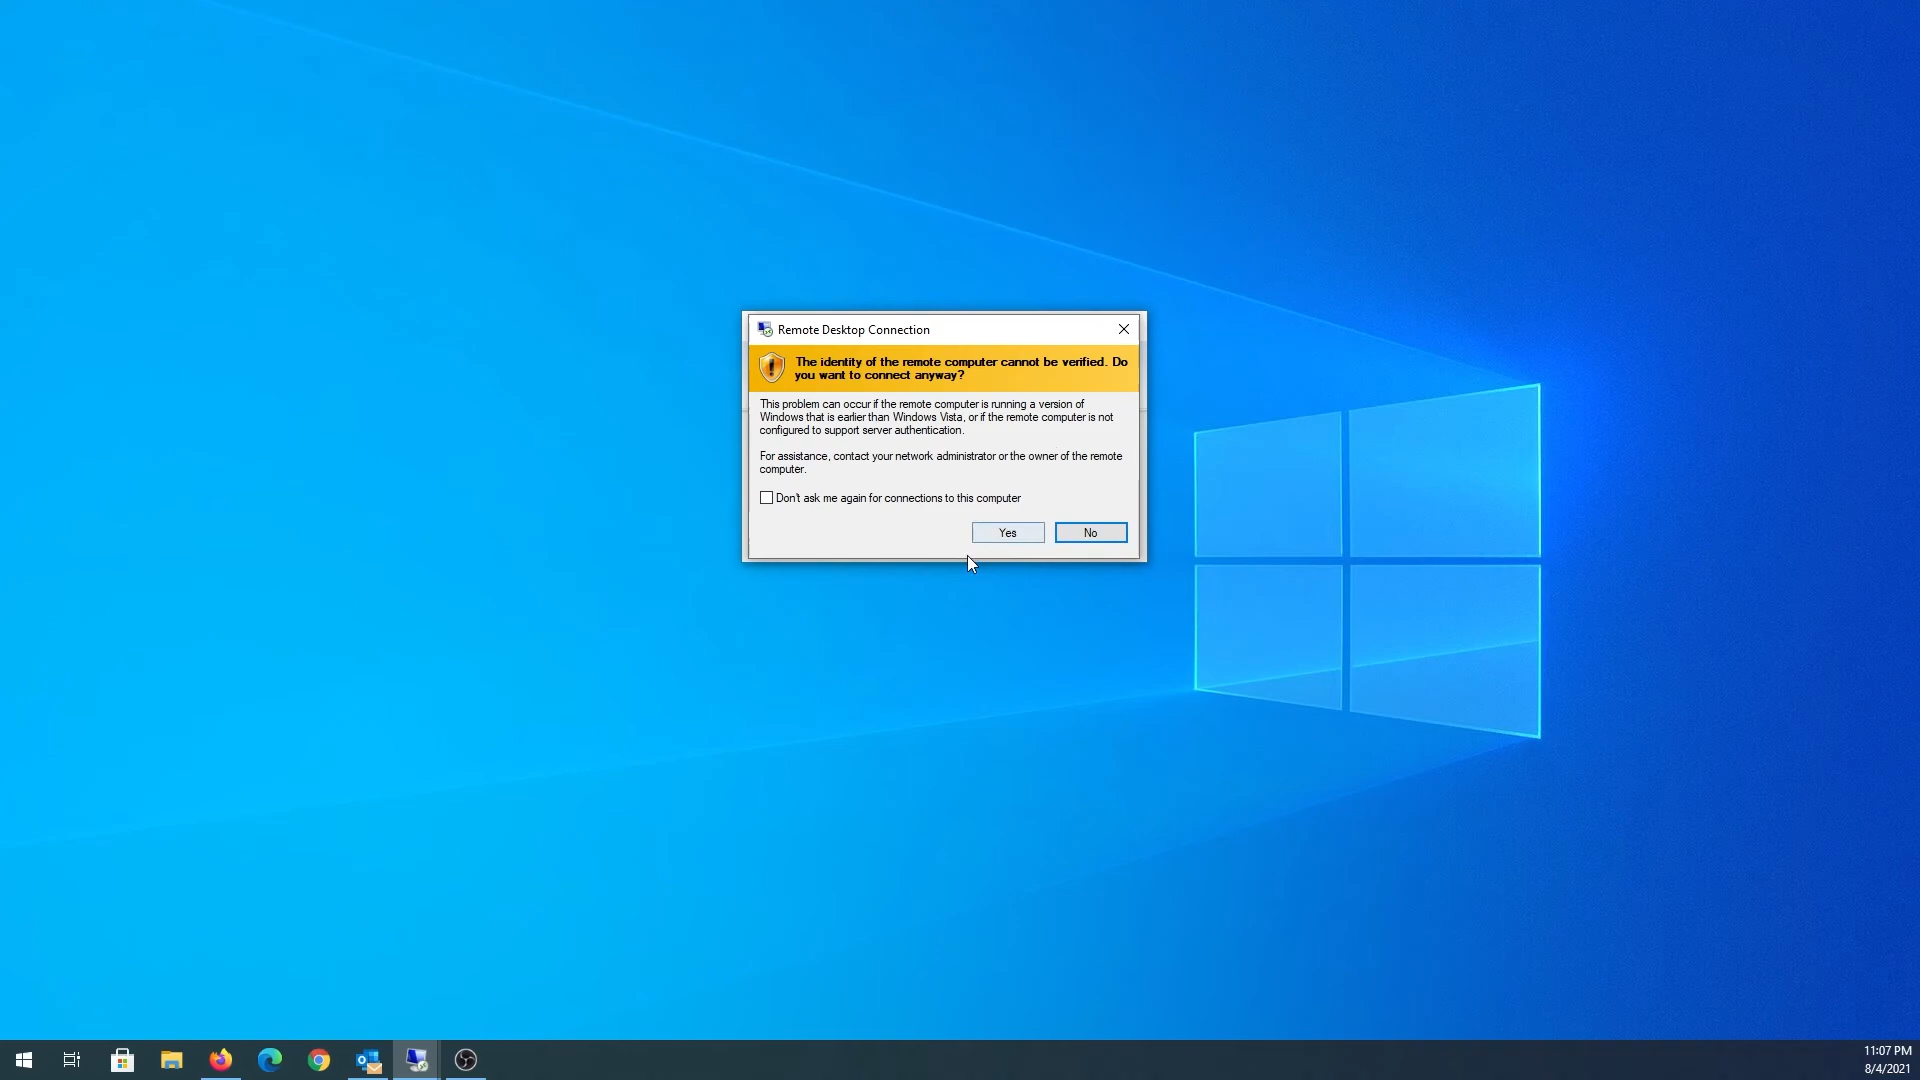 Remote Desktop Connection
The identity of the remote computer cannot be verified. Do
you want to connect anyway?
This problem can occur if the remote computer is running a version of
Windows that is earlier than Windows Vista, or if the remote computer is not
configured to support server authentication.
For assistance, contact your network administrator or the owner of the remote
computer.
Don't ask me again for connections to this computer
Yes
No
11:07 PM
8/4/2021